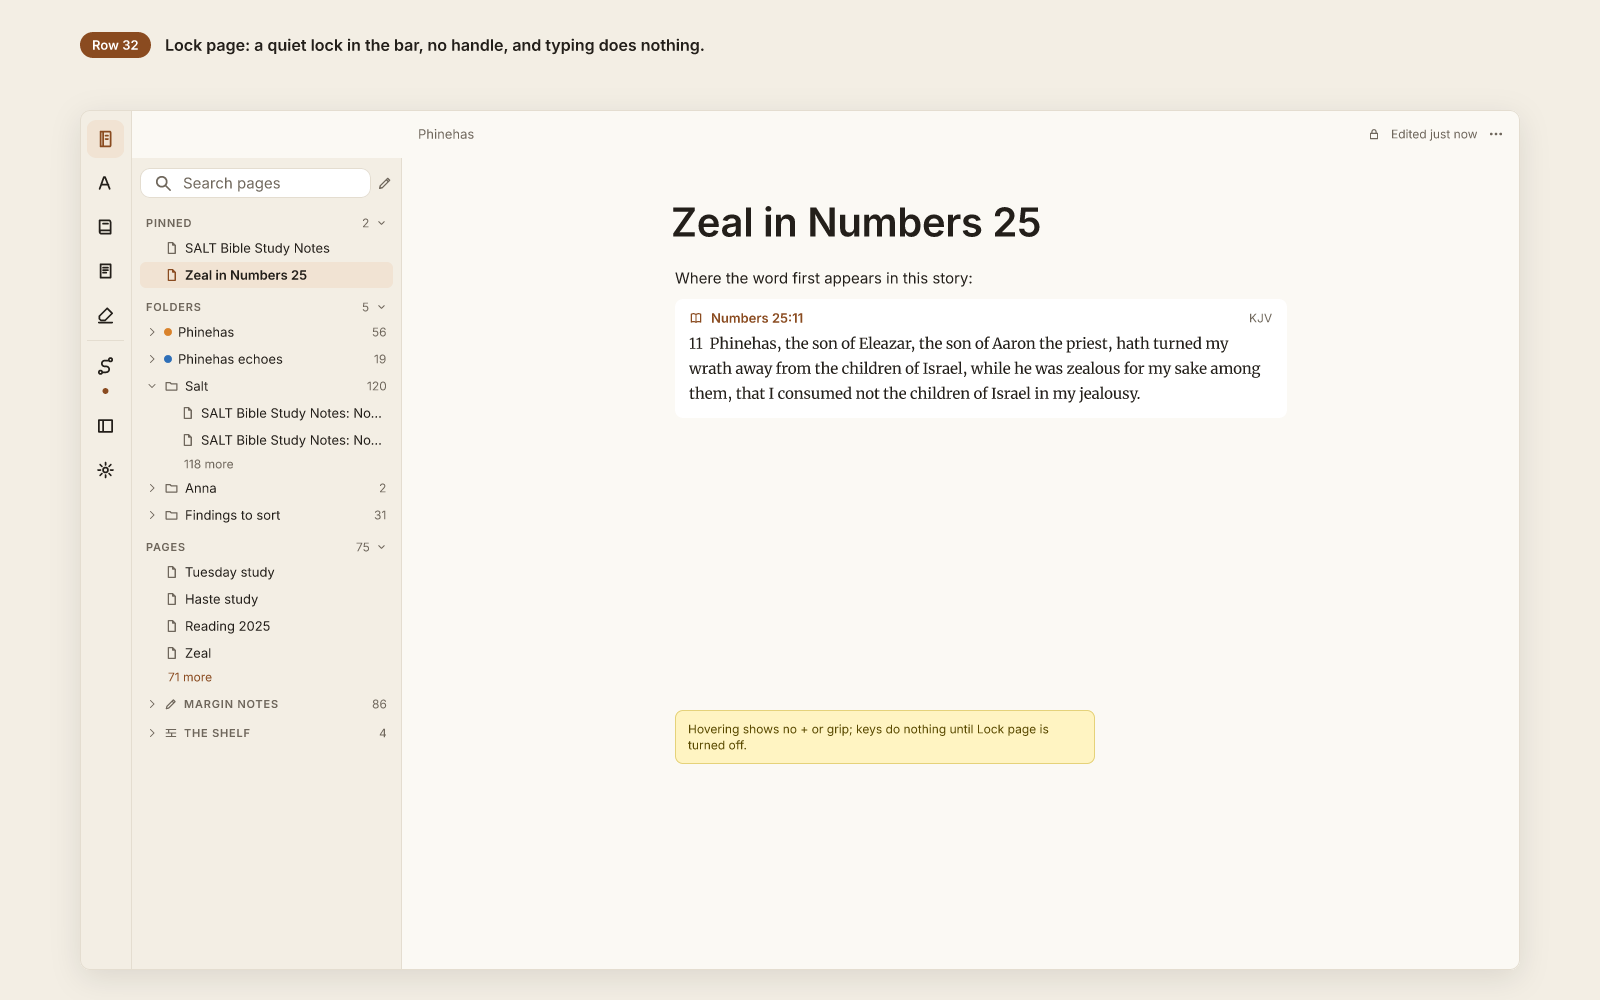 Row 32
Lock page: a quiet lock in the bar, no handle, and typing does nothing.
Phinehas
Edited just now
Search pages
PINNED 2
SALT Bible Study Notes
Zeal in Numbers 25
FOLDERS 5
Phinehas 56
Phinehas echoes 19
Salt 120
SALT Bible Study Notes: No...
SALT Bible Study Notes: No...
118 more
Anna 2
Findings to sort 31
PAGES 75
Tuesday study
Haste study
Reading 2025
Zeal
71 more
MARGIN NOTES 86
THE SHELF 4
Zeal in Numbers 25
Where the word first appears in this story:
Numbers 25:11 KJV
11 Phinehas, the son of Eleazar, the son of Aaron the priest, hath turned my
wrath away from the children of Israel, while he was zealous for my sake among
them, that I consumed not the children of Israel in my jealousy.
Hovering shows no + or grip; keys do nothing until Lock page is
turned off.